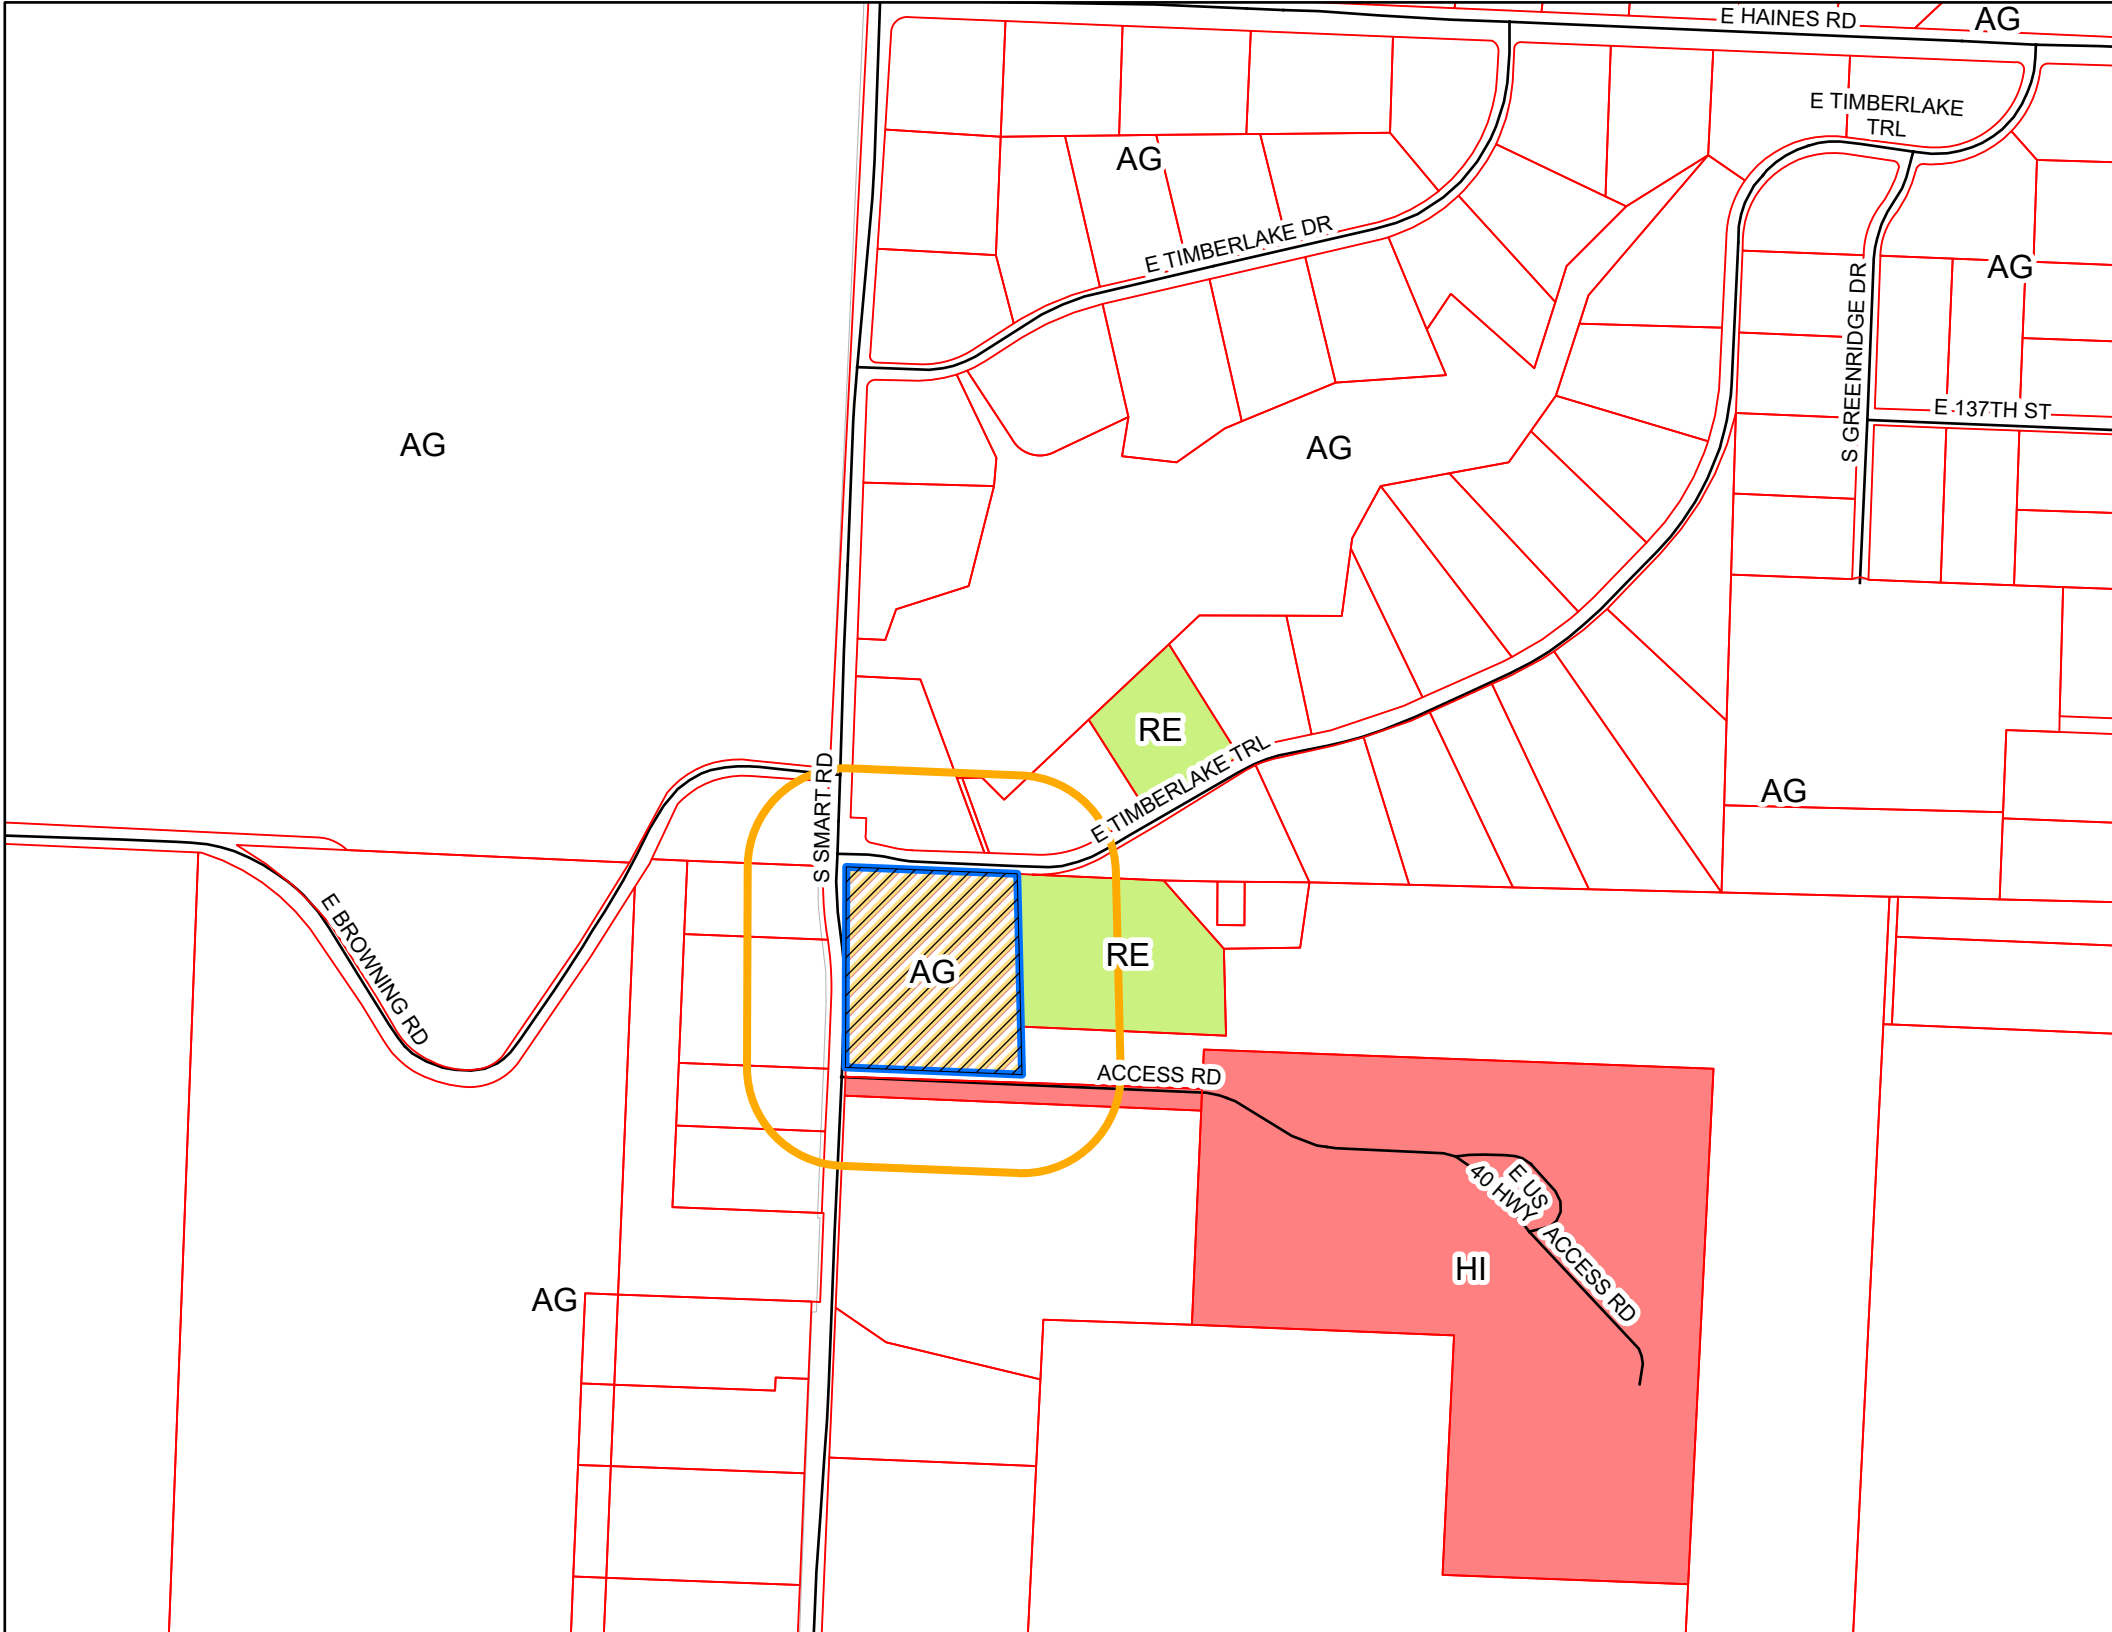 E HAINES RD
AG
E TIMBERLAKE
TRL
AG
E TIMBERLAKE DR
AG
S GREENRIDGE DR
E 137TH ST
AG
AG
RE
E TIMBERLAKE TRL
AG
S SMART RD
E BROWNING RD
AG
RE
ACCESS RD
E US
40 HWY
ACCESS RD
HI
AG